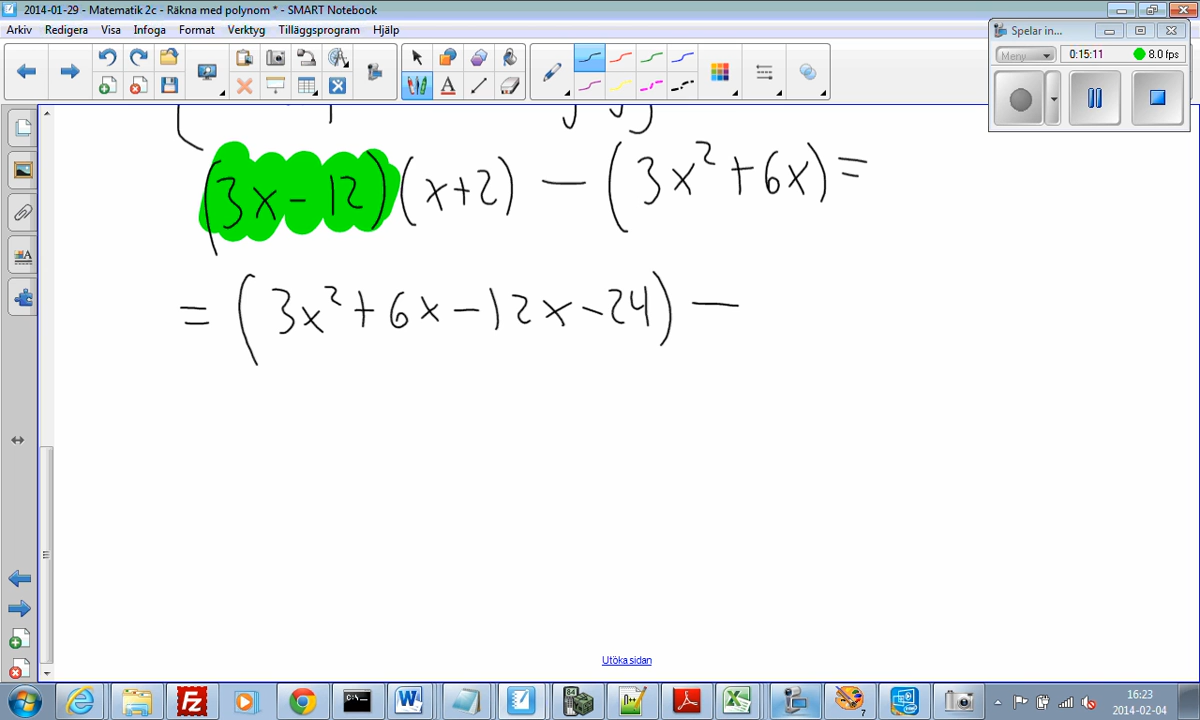 2014-01-29 - Matematik 2c - Räkna med polynom * - SMART Notebook
Arkiv Redigera Visa Infoga Format Verktyg Tilläggsprogram Hjälp
Spelar in...
Meny 0:15:11 8.0 fps
(3x-12)(x+2) - (3x²+6x)=
= (3x²+6x-12x-24) -
Utöka sidan
16:23
2014-02-04